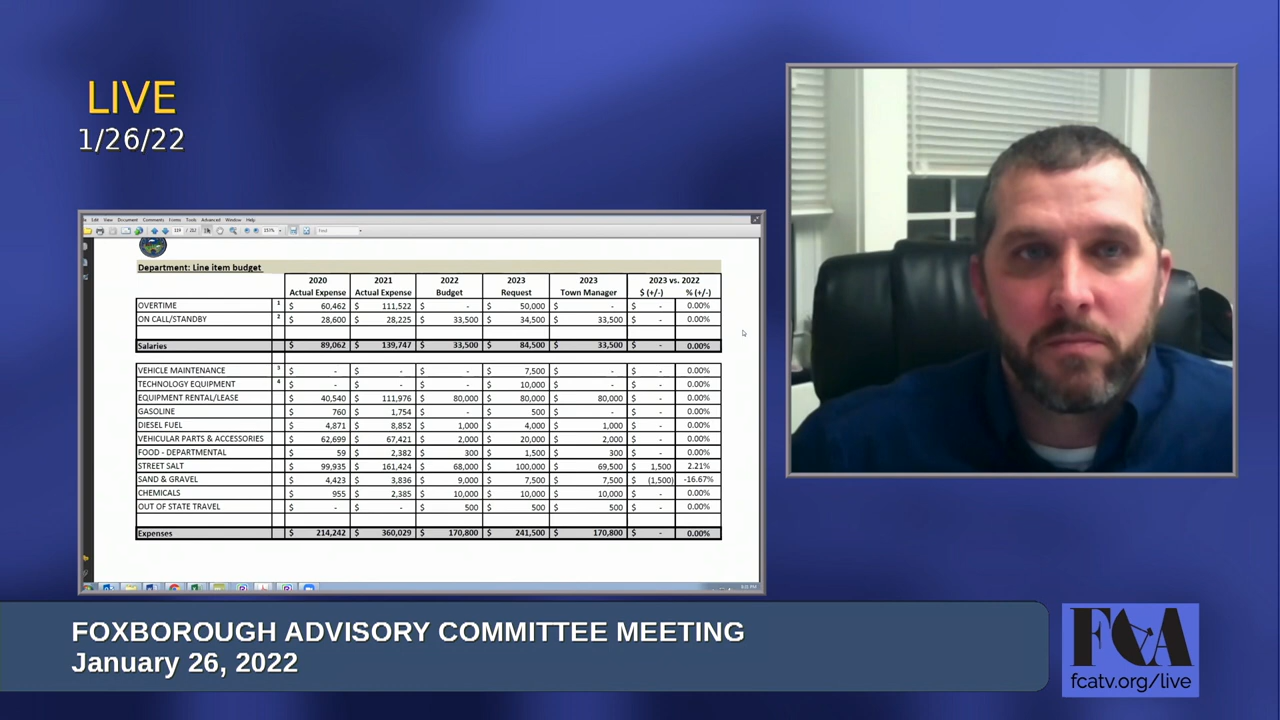 LIVE
1/26/22
Edit View Document Comments Forms Tools Advanced Window Help
Department: Line item budget
2020 2021 2022 2023 2023 2023 vs. 2022
Actual Expense Actual Expense Budget Request Town Manager $ (+/-) % (+/-)
OVERTIME 1 $ 60,462 $ 111,522 $ - $ 50,000 $ - $ - 0.00%
ON CALL/STANDBY 2 $ 28,600 $ 28,225 $ 33,500 $ 34,500 $ 33,500 $ - 0.00%
Salaries $ 89,062 $ 139,747 $ 33,500 $ 84,500 $ 33,500 $ - 0.00%
VEHICLE MAINTENANCE 3 $ - $ - $ - $ 7,500 $ - $ - 0.00%
TECHNOLOGY EQUIPMENT 4 $ - $ - $ - $ 10,000 $ - $ - 0.00%
EQUIPMENT RENTAL/LEASE $ 40,540 $ 111,976 $ 80,000 $ 80,000 $ 80,000 $ - 0.00%
GASOLINE $ 760 $ 1,754 $ - $ 500 $ - $ - 0.00%
DIESEL FUEL $ 4,871 $ 8,852 $ 1,000 $ 4,000 $ 1,000 $ - 0.00%
VEHICULAR PARTS & ACCESSORIES $ 62,699 $ 67,421 $ 2,000 $ 20,000 $ 2,000 $ - 0.00%
FOOD - DEPARTMENTAL $ 59 $ 2,382 $ 300 $ 1,500 $ 300 $ - 0.00%
STREET SALT $ 99,935 $ 161,424 $ 68,000 $ 100,000 $ 69,500 $ 1,500 2.21%
SAND & GRAVEL $ 4,423 $ 3,836 $ 9,000 $ 7,500 $ 7,500 $ (1,500) -16.67%
CHEMICALS $ 955 $ 2,385 $ 10,000 $ 10,000 $ 10,000 $ - 0.00%
OUT OF STATE TRAVEL $ - $ - $ 500 $ 500 $ 500 $ - 0.00%
Expenses $ 214,242 $ 360,029 $ 170,800 $ 241,500 $ 170,800 $ - 0.00%
FOXBOROUGH ADVISORY COMMITTEE MEETING
January 26, 2022
FCA
fcatv.org/live